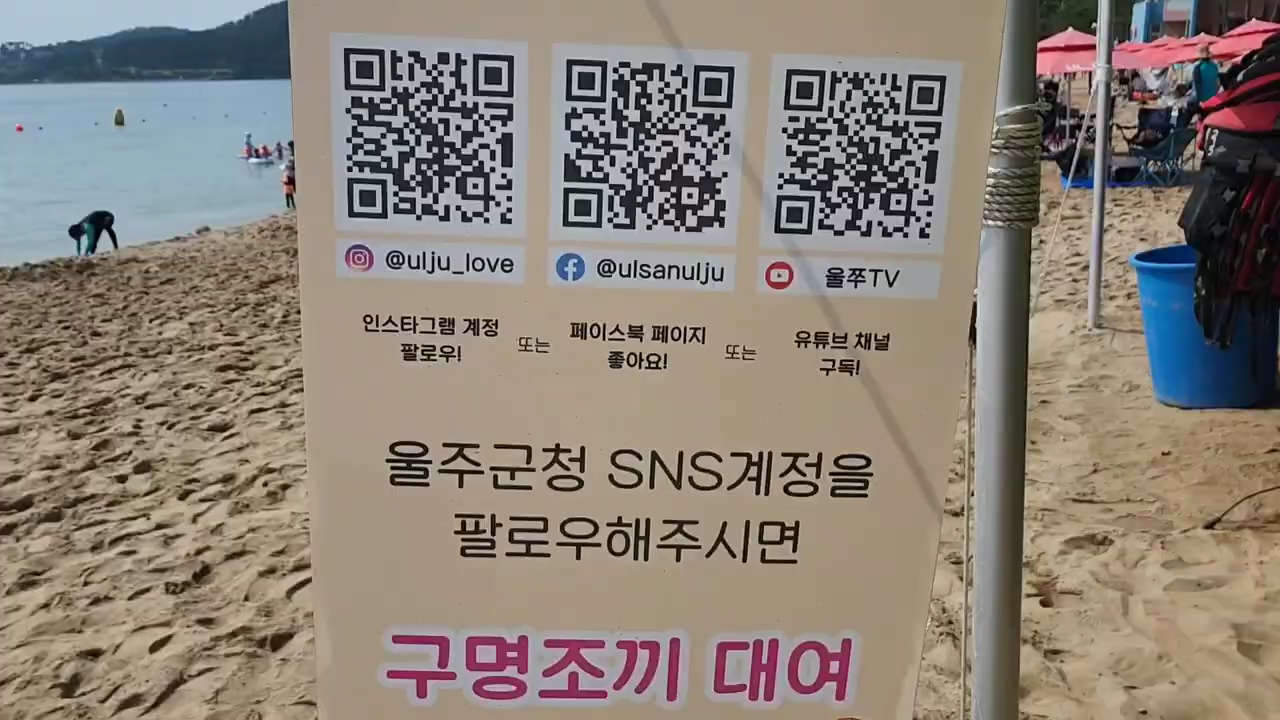 @ulju_love
@ulsanulju
울쭈TV
인스타그램 계정
팔로우!
또는
페이스북 페이지
좋아요!
또는
유튜브 채널
구독!
울주군청 SNS계정을
팔로우해주시면
구명조끼 대여